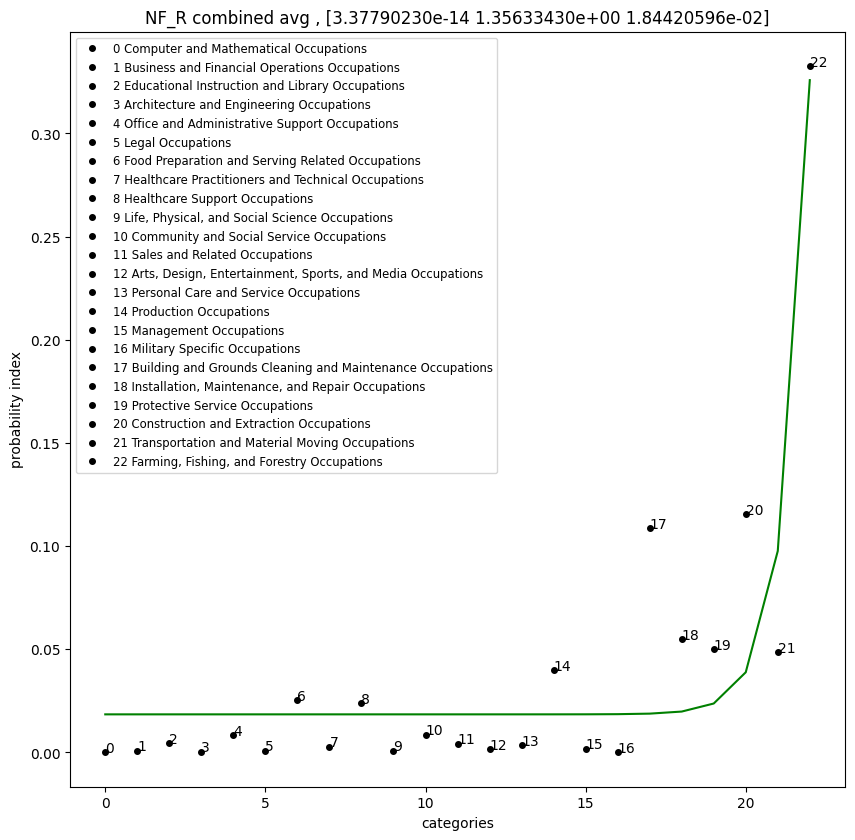 NF_R combined avg , [3.37790230e-14 1.35633430e+00 1.84420596e-02]
0 Computer and Mathematical Occupations
1 Business and Financial Operations Occupations
2 Educational Instruction and Library Occupations
3 Architecture and Engineering Occupations
4 Office and Administrative Support Occupations
5 Legal Occupations
6 Food Preparation and Serving Related Occupations
7 Healthcare Practitioners and Technical Occupations
8 Healthcare Support Occupations
9 Life, Physical, and Social Science Occupations
10 Community and Social Service Occupations
11 Sales and Related Occupations
12 Arts, Design, Entertainment, Sports, and Media Occupations
13 Personal Care and Service Occupations
14 Production Occupations
15 Management Occupations
16 Military Specific Occupations
17 Building and Grounds Cleaning and Maintenance Occupations
18 Installation, Maintenance, and Repair Occupations
19 Protective Service Occupations
20 Construction and Extraction Occupations
21 Transportation and Material Moving Occupations
22 Farming, Fishing, and Forestry Occupations
probability index
0.30
0.25
0.20
0.15
0.10
0.05
0.00
0
1
2
3
4
5
6
7
8
9
10
11
12
13
14
15
16
17
18
19
20
21
22
0
5
10
15
20
categories